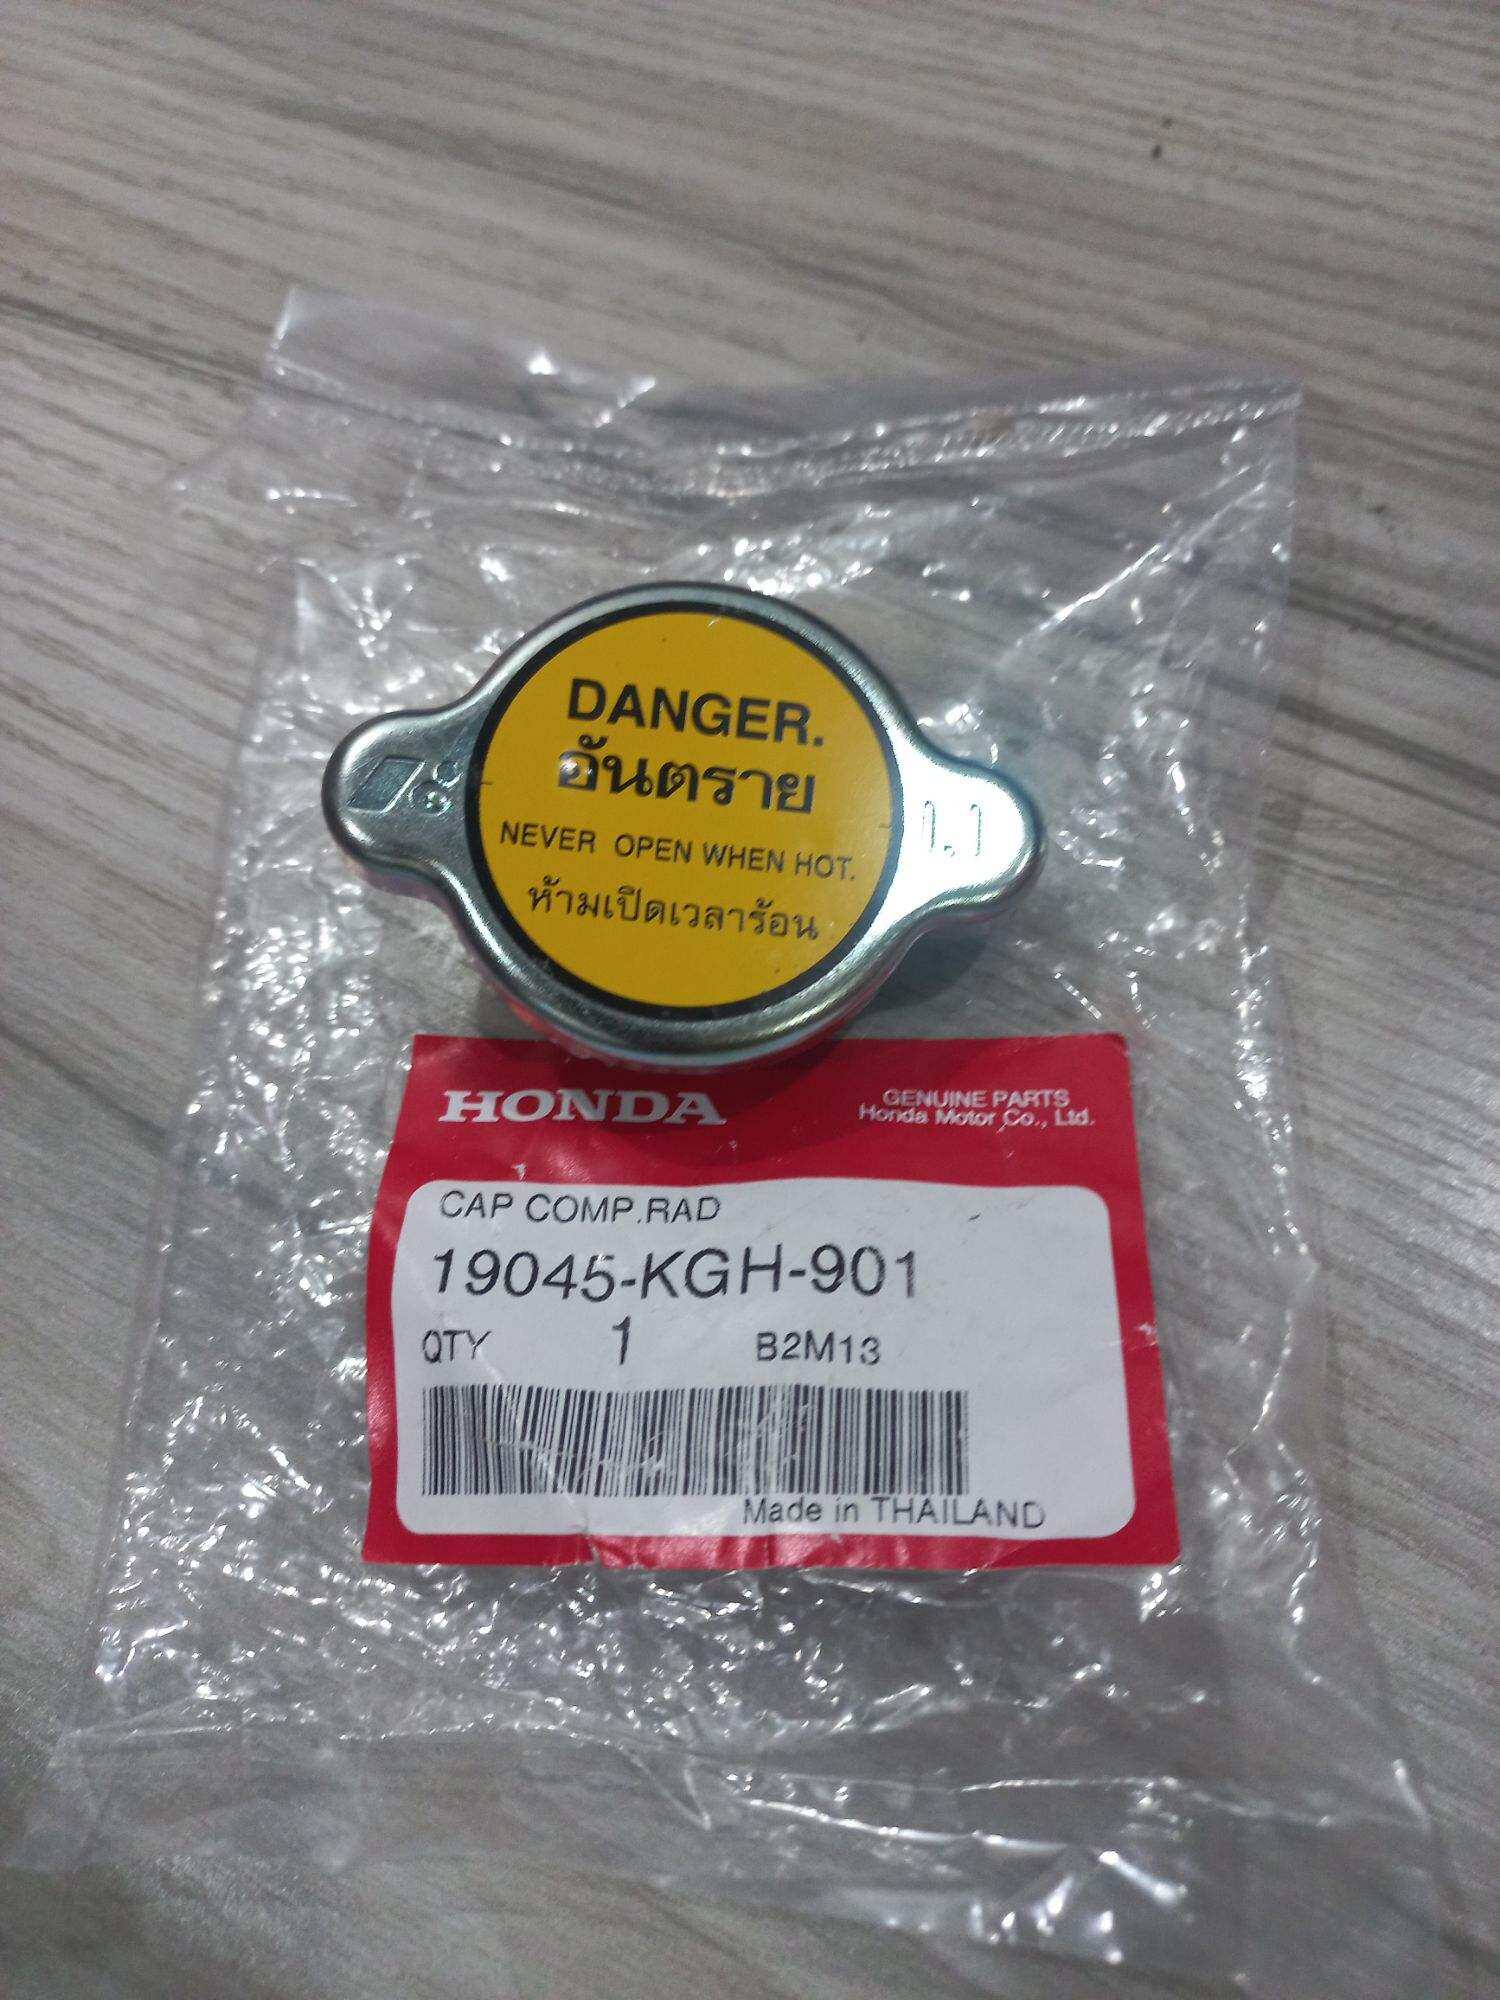 DANGER.
อันตราย
NEVER OPEN WHEN HOT.
ห้ามเปิดเวลาร้อน
1.1
HONDA
GENUINE PARTS
Honda Motor Co., Ltd.
CAP COMP.RAD
19045-KGH-901
QTY 1 B2M13
Made in THAILAND